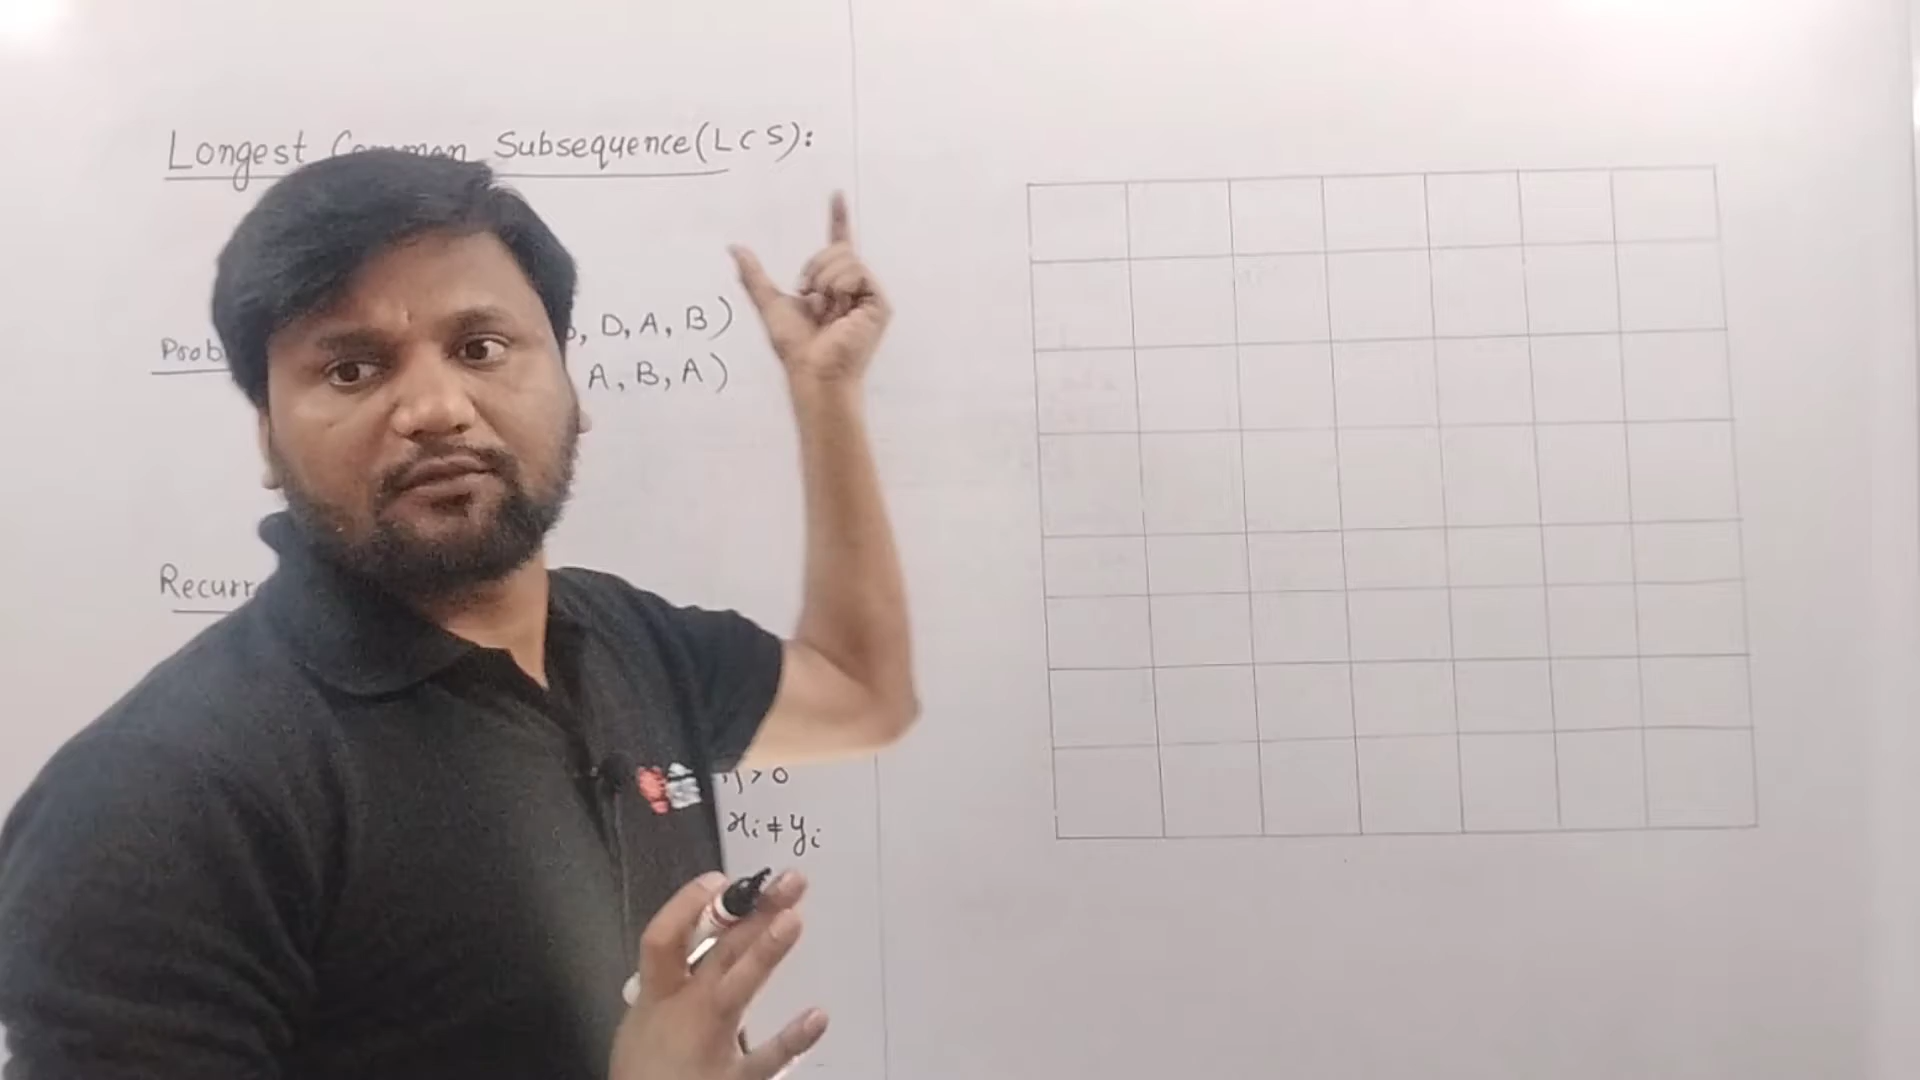 Longest Common Subsequence(LCS):
, D, A, B)
Prob
A, B, A)
Recurr
j > 0
xi ≠ yi